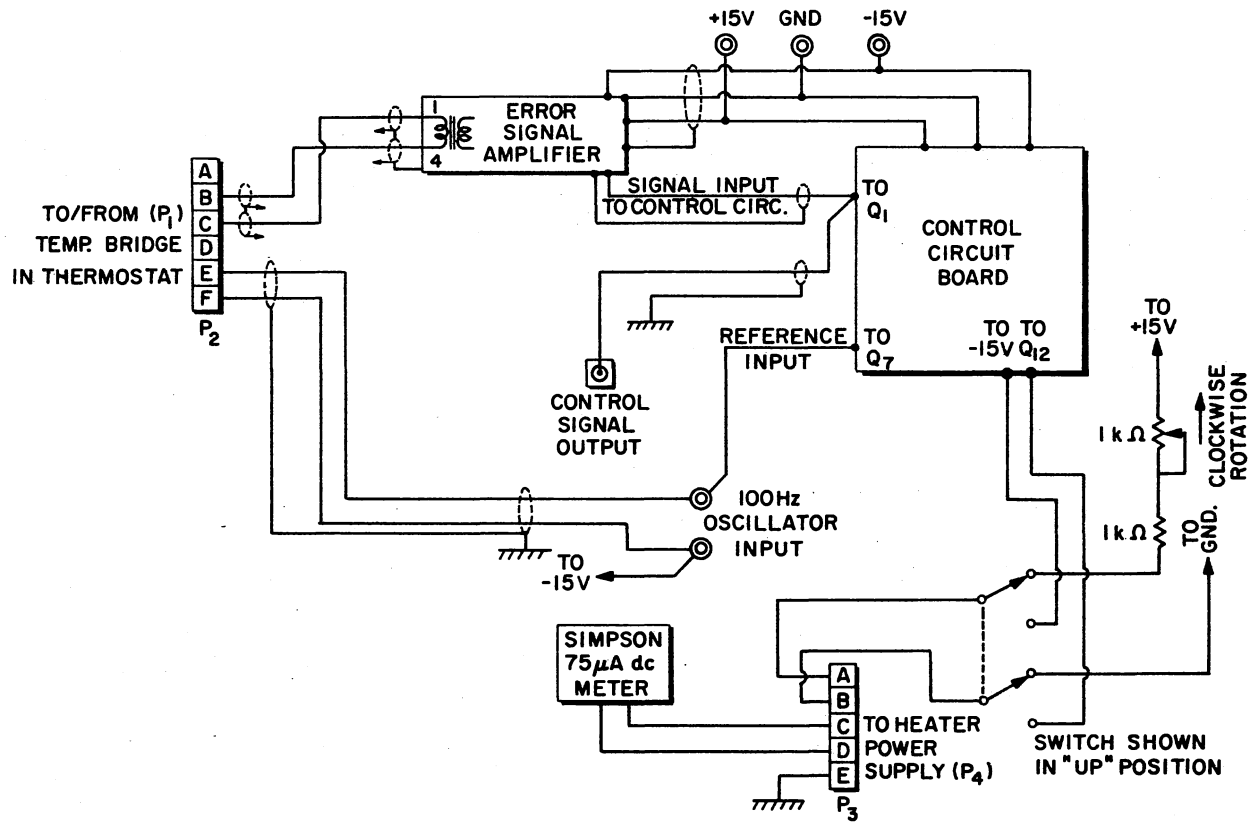 +15V GND -15V
1
4
ERROR
SIGNAL
AMPLIFIER
A
B
C
D
E
F
P2
TO/FROM (P1)
TEMP. BRIDGE
IN THERMOSTAT
SIGNAL INPUT
TO CONTROL CIRC.
TO
Q1
CONTROL
CIRCUIT
BOARD
REFERENCE
INPUT
TO
Q7
TO TO
-15V Q12
TO
+15V
1 kΩ
CLOCKWISE
ROTATION
1 kΩ
TO
GND.
CONTROL
SIGNAL
OUTPUT
100Hz
OSCILLATOR
INPUT
TO
-15V
SIMPSON
75μA dc
METER
A
B
C
D
E
P3
TO HEATER
POWER
SUPPLY (P4)
SWITCH SHOWN
IN "UP" POSITION